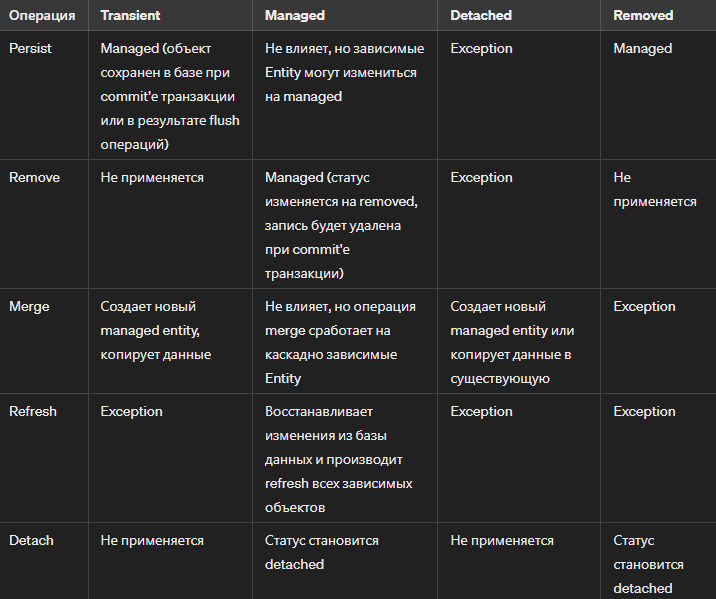 Операция Transient Managed Detached Removed
Persist
Managed (объект
сохранен в базе при
commit'е транзакции
или в результате flush
операций)
Не влияет, но зависимые
Entity могут измениться
на managed
Exception
Managed
Remove
Не применяется
Managed (статус
изменяется на removed,
запись будет удалена
при commit'е
транзакции)
Exception
Не
применяется
Merge
Создает новый
managed entity,
копирует данные
Не влияет, но операция
merge сработает на
каскадно зависимые
Entity
Создает новый
managed entity или
копирует данные в
существующую
Exception
Refresh
Exception
Восстанавливает
изменения из базы
данных и производит
refresh всех зависимых
объектов
Exception
Exception
Detach
Не применяется
Статус становится
detached
Не применяется
Статус
становится
detached